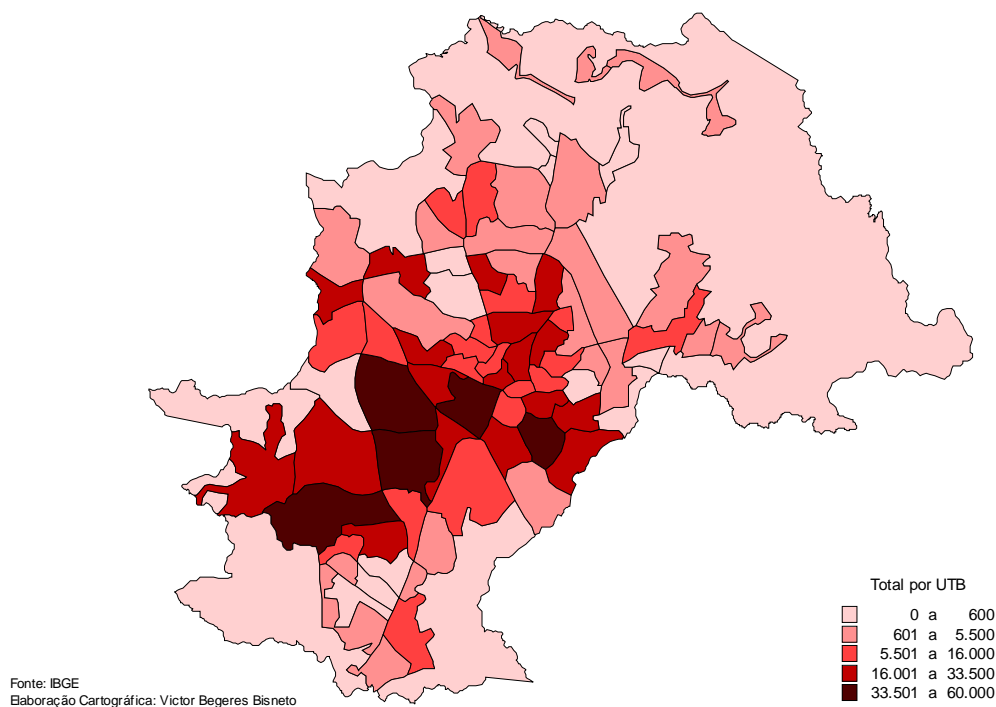 Total por UTB
0 a 600
601 a 5.500
5.501 a 16.000
16.001 a 33.500
33.501 a 60.000
Fonte: IBGE
Elaboração Cartográfica: Victor Begeres Bisneto